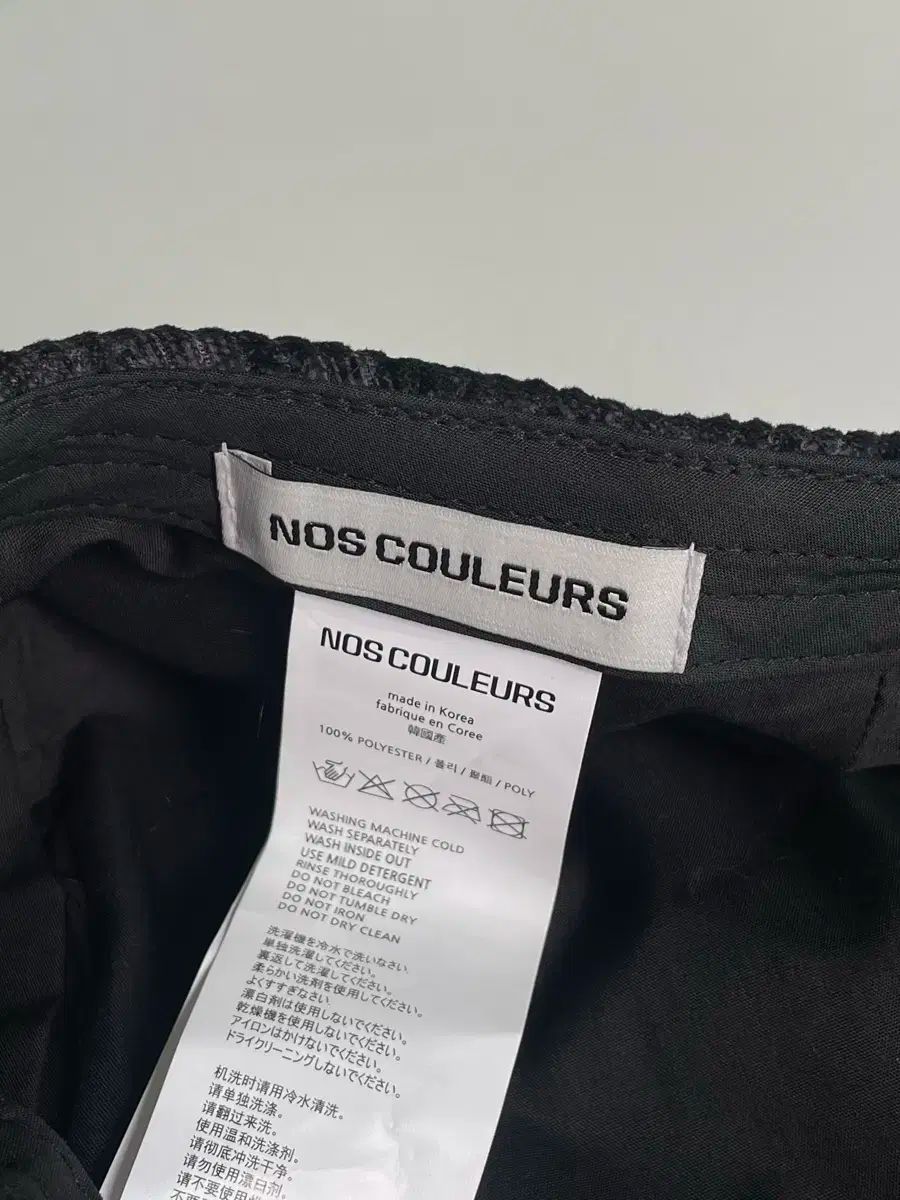 NOS COULEURS
NOS COULEURS
made in Korea
fabrique en Coree
韓國產
100% POLYESTER / 폴리 / 聚酯 / POLY
WASHING MACHINE COLD
WASH SEPARATELY
WASH INSIDE OUT
USE MILD DETERGENT
RINSE THOROUGHLY
DO NOT BLEACH
DO NOT TUMBLE DRY
DO NOT IRON
DO NOT DRY CLEAN
洗濯機を冷水で洗いなさい.
単独洗濯してください。
裏返して洗濯してください。
柔らかい洗剤を使用してください。
よくすすぎなさい.
漂白剤は使用しないでください。
乾燥機を使用しないでください。
アイロンはかけないでください。
ドライクリーニングしないでください。
机洗时请用冷水清洗。
请单独洗涤。
请翻过来洗。
使用温和洗涤剂。
请彻底冲洗干净。
请勿使用漂白剂。
请不要使用